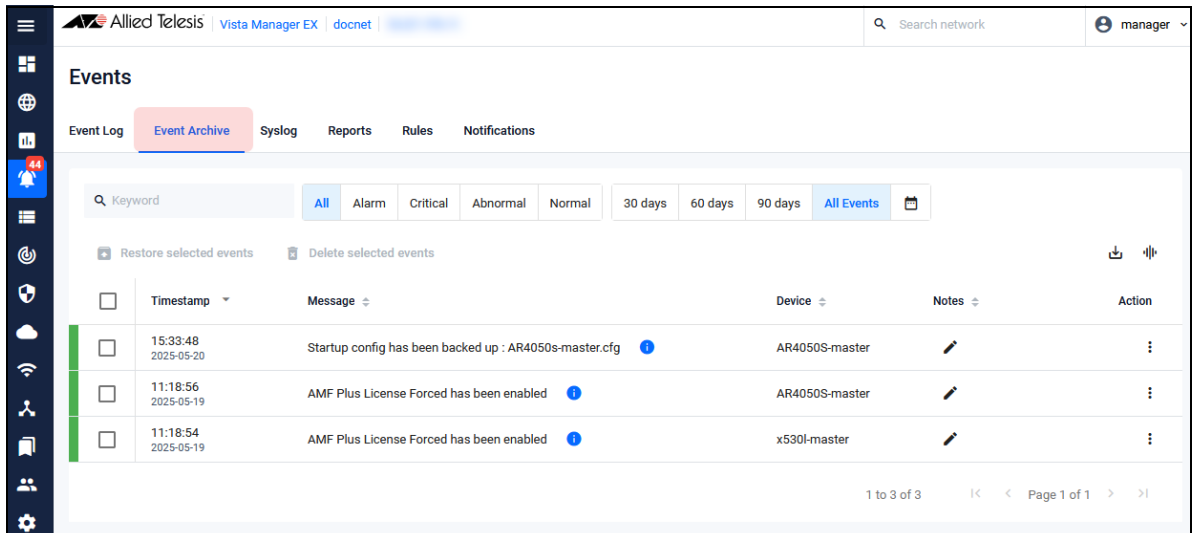 Allied Telesis Vista Manager EX docnet Search network manager
Events
Event Log Event Archive Syslog Reports Rules Notifications
44
Keyword All Alarm Critical Abnormal Normal 30 days 60 days 90 days All Events
Restore selected events Delete selected events
Timestamp Message Device Notes Action
15:33:48
2025-05-20
Startup config has been backed up : AR4050s-master.cfg AR4050S-master
11:18:56
2025-05-19
AMF Plus License Forced has been enabled AR4050S-master
11:18:54
2025-05-19
AMF Plus License Forced has been enabled x530l-master
1 to 3 of 3 Page 1 of 1